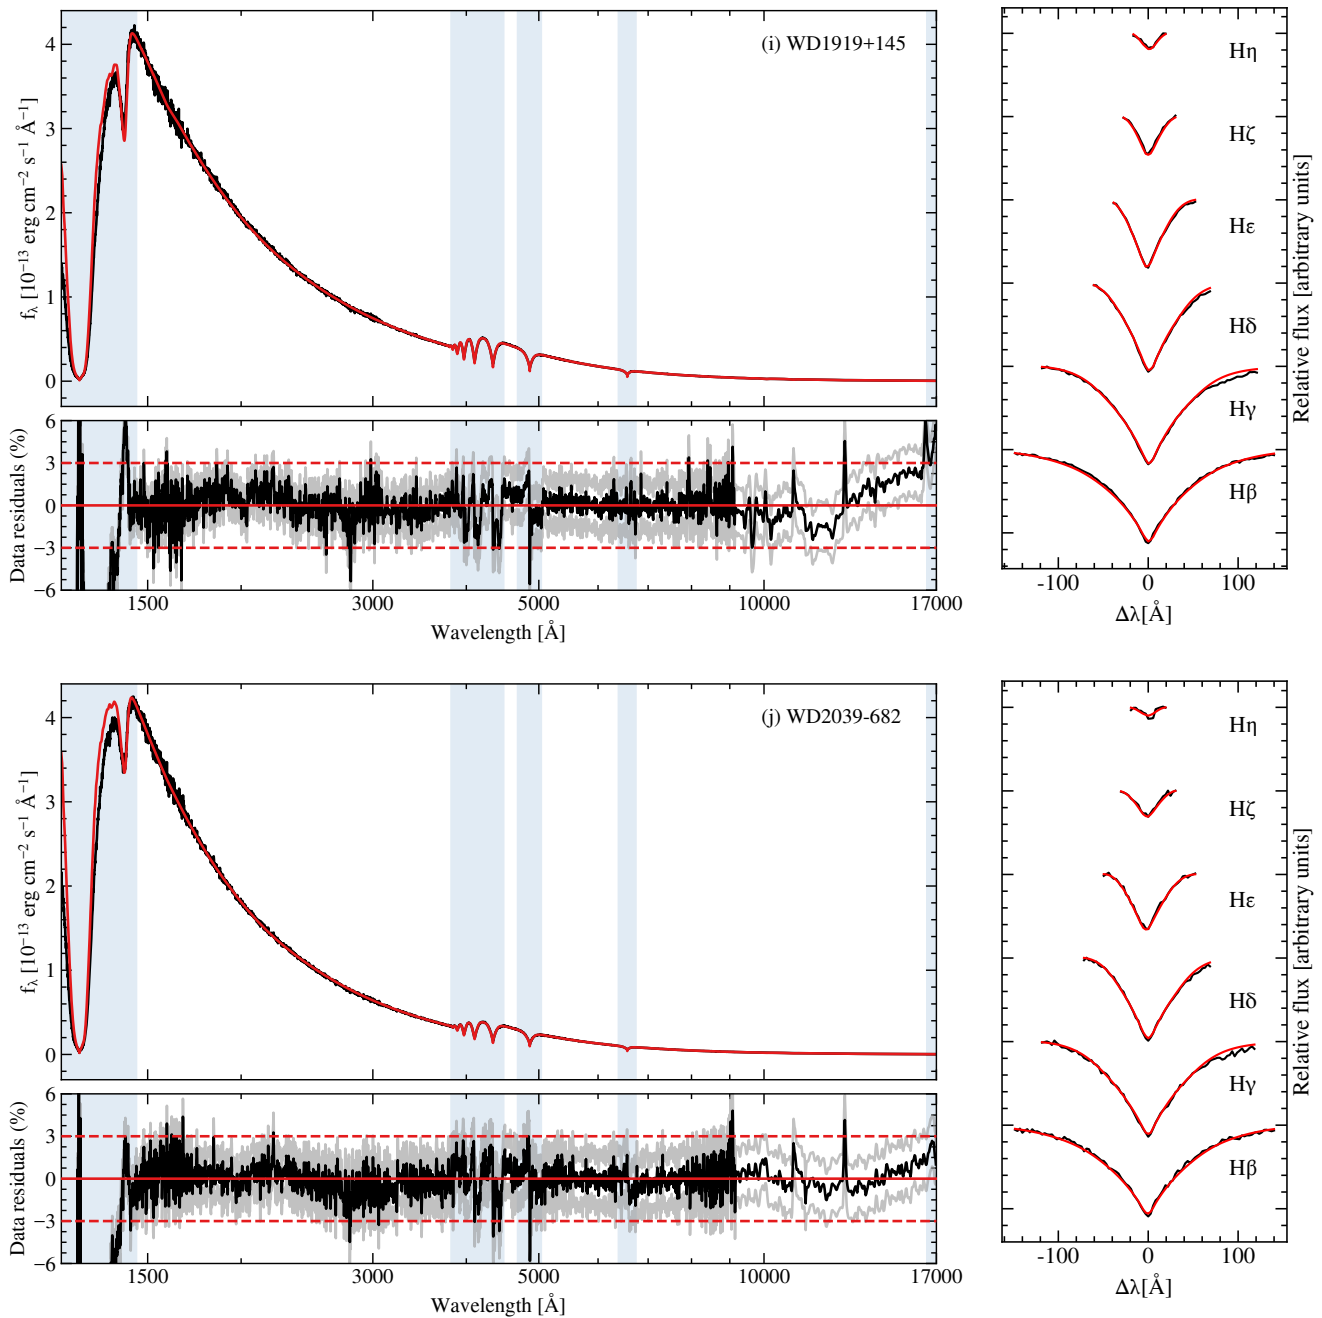 (i) WD1919+145
4
3
2
1
0
f_λ [10⁻¹³ erg cm⁻² s⁻¹ Å⁻¹]
6
3
0
−3
−6
Data residuals (%)
1500
3000
5000
10000
17000
Wavelength [Å]
Hη
Hζ
Hε
Hδ
Hγ
Hβ
Relative flux [arbitrary units]
-100
0
100
Δλ[Å]
(j) WD2039-682
4
3
2
1
0
f_λ [10⁻¹³ erg cm⁻² s⁻¹ Å⁻¹]
6
3
0
−3
−6
Data residuals (%)
1500
3000
5000
10000
17000
Wavelength [Å]
Hη
Hζ
Hε
Hδ
Hγ
Hβ
Relative flux [arbitrary units]
-100
0
100
Δλ[Å]